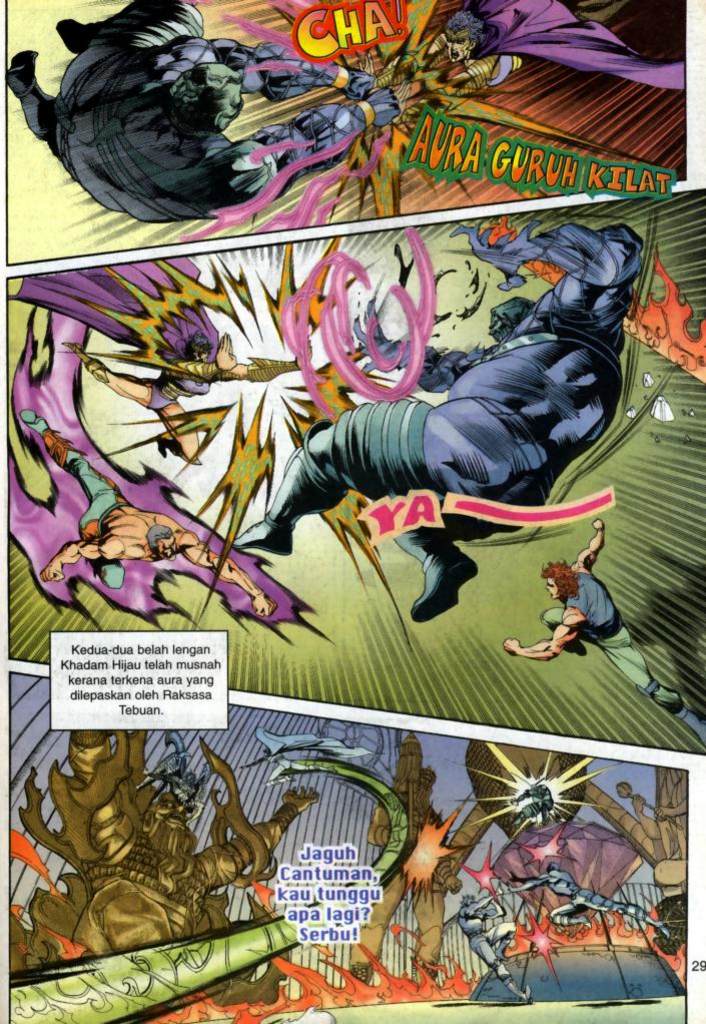 CHA!
AURA GURUH KILAT
YA
Kedua-dua belah lengan
Khadam Hijau telah musnah
kerana terkena aura yang
dilepaskan oleh Raksasa
Tebuan.
Jaguh
Cantuman,
kau tunggu
apa lagi?
Serbu!
29